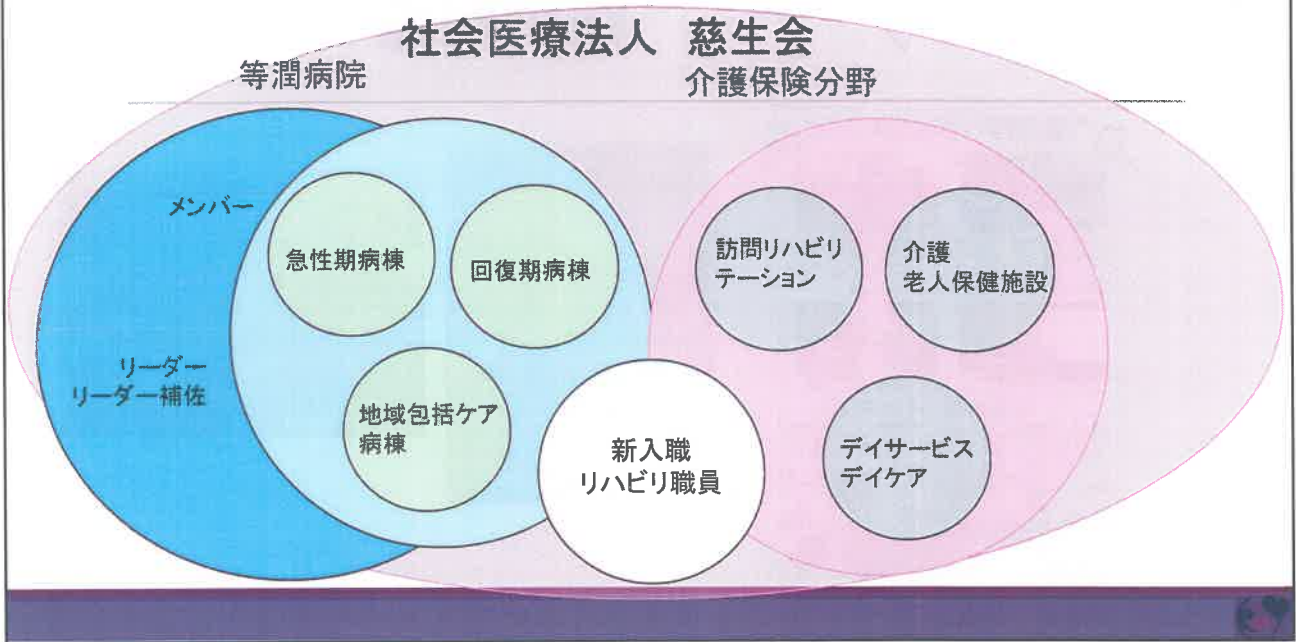 社会医療法人 慈生会
等潤病院
介護保険分野
メンバー
急性期病棟
回復期病棟
訪問リハビリ
テーション
介護
老人保健施設
リーダー
リーダー補佐
地域包括ケア
病棟
新入職
リハビリ職員
デイサービス
デイケア